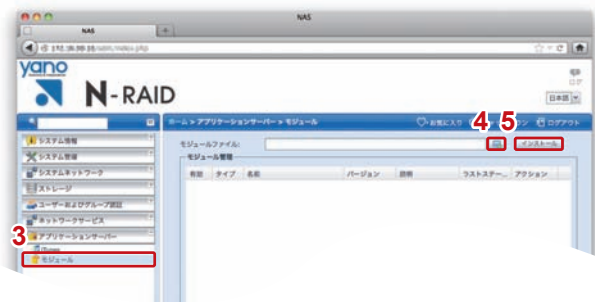 NAS
NAS
yano
N-RAID
日本語
ホーム > アプリケーションサーバー > モジュール
お気に入り
ログアウト
4 5
モジュールファイル:
インストール
モジュール管理
有効 タイプ 名前 バージョン 説明 ラストステー... アクション
システム情報
システム管理
システムネットワーク
ストレージ
ユーザーおよびグループ認証
ネットワークサービス
アプリケーションサーバー
iTunes
3
モジュール